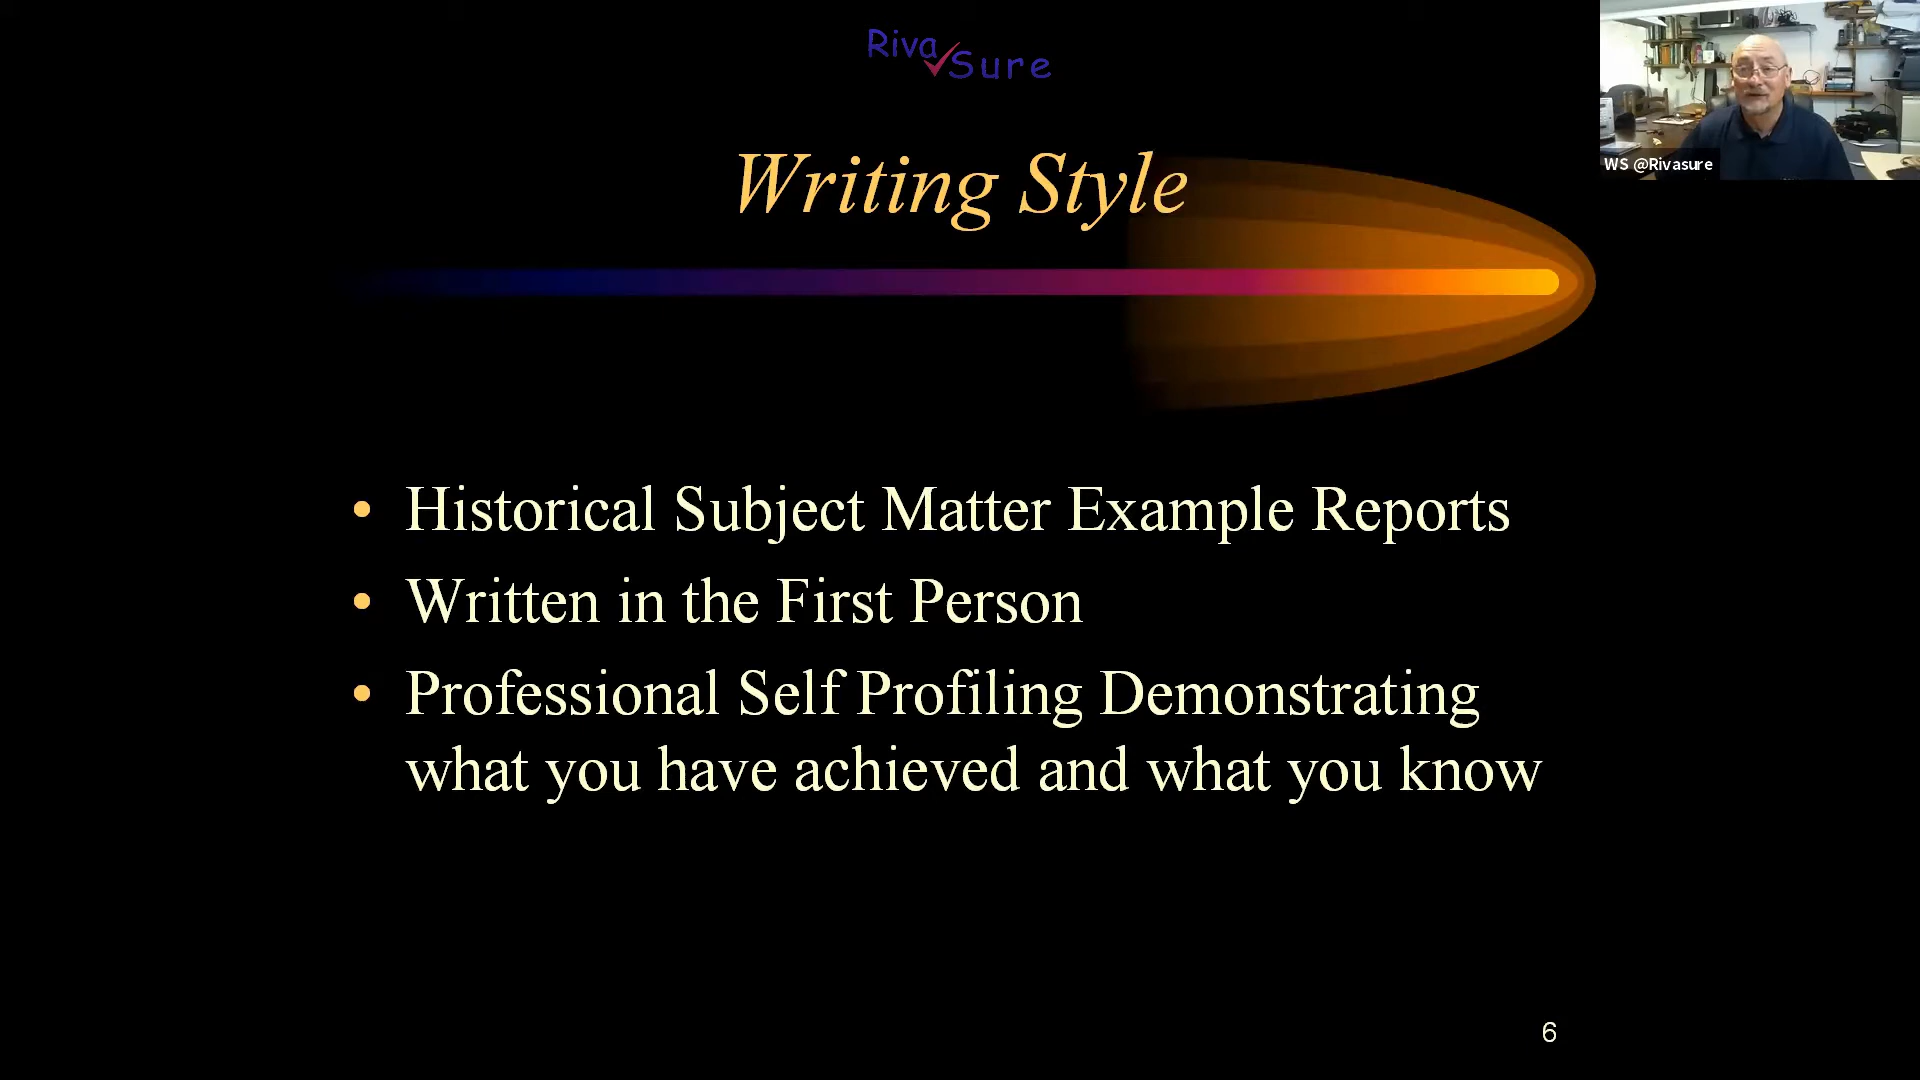 Riva Sure
WS @Rivasure
Writing Style
• Historical Subject Matter Example Reports
• Written in the First Person
• Professional Self Profiling Demonstrating
what you have achieved and what you know
6